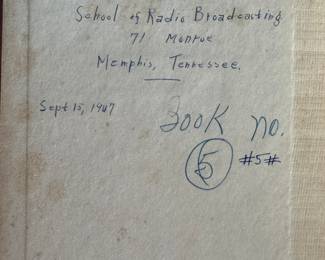 School of Radio Broadcasting
71 Monroe
Memphis, Tennessee.
Sept 15, 1947
Book no.
5 #5#